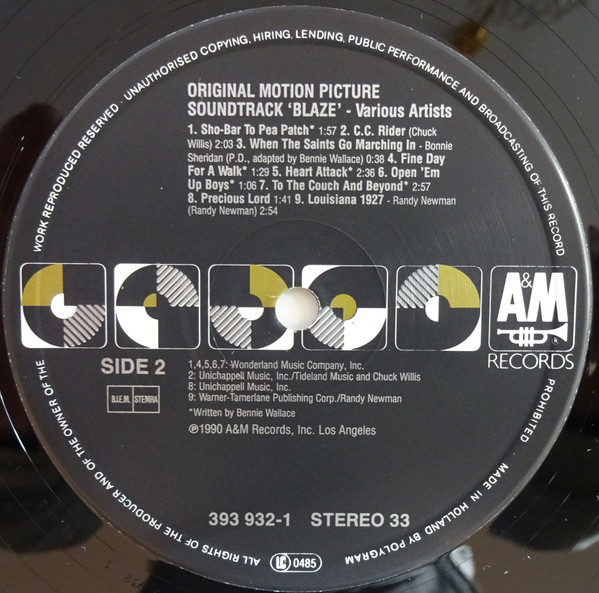 WORK REPRODUCED RESERVED · UNAUTHORISED COPYING, HIRING, LENDING, PUBLIC PERFORMANCE AND BROADCASTING OF THIS RECORD
ORIGINAL MOTION PICTURE
SOUNDTRACK ‘BLAZE’ - Various Artists
1. Sho-Bar To Pea Patch* 1:57 2. C.C. Rider (Chuck
Willis) 2:03 3. When The Saints Go Marching In - Bonnie
Sheridan (P.D., adapted by Bennie Wallace) 0:38 4. Fine Day
For A Walk* 1:29 5. Heart Attack* 2:36 6. Open 'Em
Up Boys* 1:06 7. To The Couch And Beyond* 2:57
8. Precious Lord 1:41 9. Louisiana 1927 - Randy Newman
(Randy Newman) 2:54
A&M
RECORDS
SIDE 2
B.I.E.M. STEMRA
1,4,5,6,7: Wonderland Music Company, Inc.
2: Unichappell Music, Inc./Tideland Music and Chuck Willis
8: Unichappell Music, Inc.
9: Warner-Tamerlane Publishing Corp./Randy Newman
*Written by Bennie Wallace
℗1990 A&M Records, Inc. Los Angeles
393 932-1 STEREO 33
PROHIBITED · MADE IN HOLLAND BY POLYGRAM
LC 0485
ALL RIGHTS OF THE PRODUCER AND OF THE OWNER OF THE